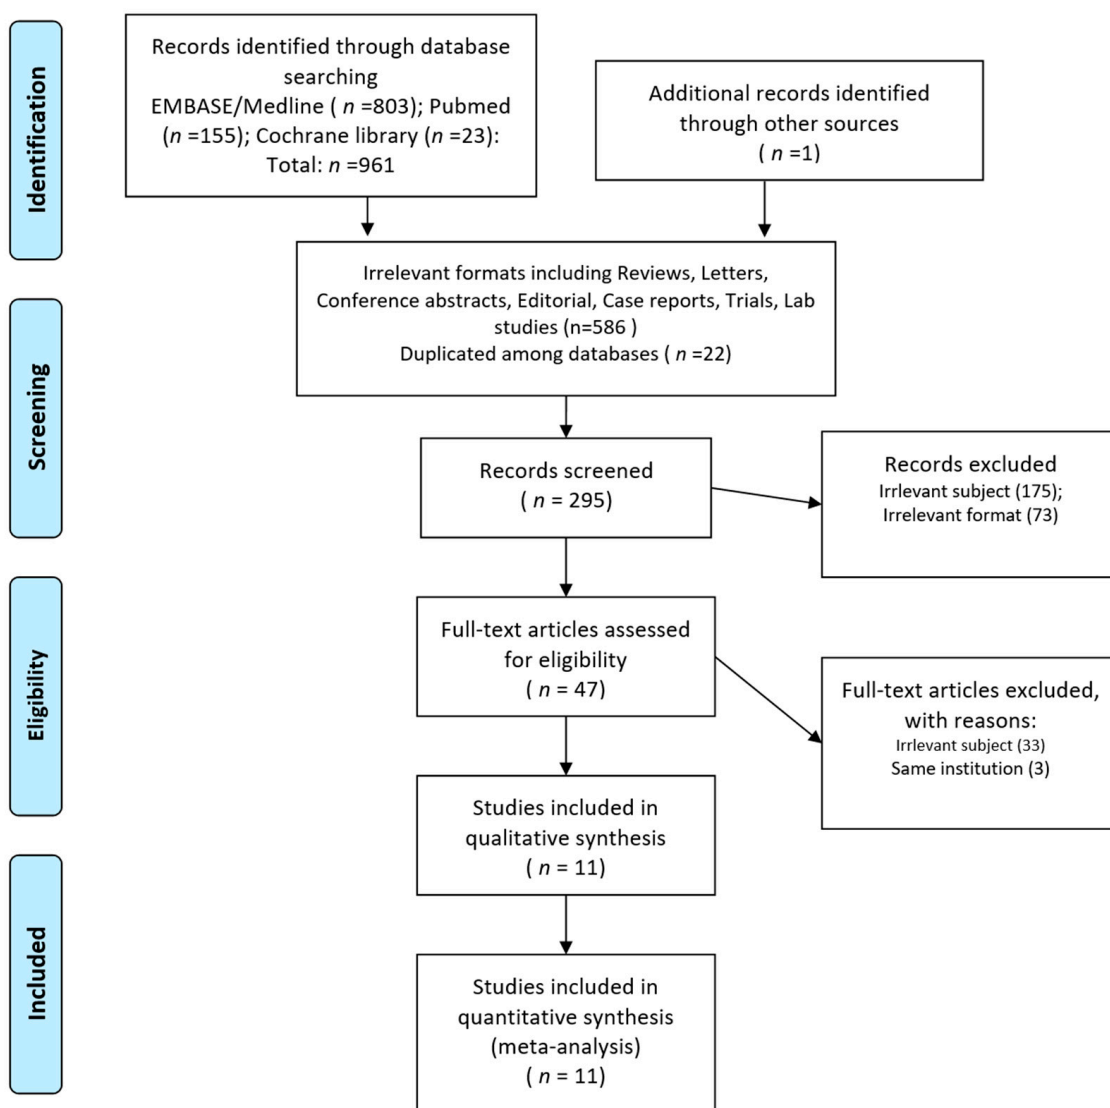 Identification
Records identified through database
searching
EMBASE/Medline ( n =803); Pubmed
(n =155); Cochrane library (n =23):
Total: n =961
Additional records identified
through other sources
( n =1)
Irrelevant formats including Reviews, Letters,
Conference abstracts, Editorial, Case reports, Trials, Lab
studies (n=586 )
Duplicated among databases ( n =22)
Screening
Records screened
( n = 295)
Records excluded
Irrlevant subject (175);
Irrelevant format (73)
Eligibility
Full-text articles assessed
for eligibility
( n = 47)
Full-text articles excluded,
with reasons:
Irrlevant subject (33)
Same institution (3)
Studies included in
qualitative synthesis
( n = 11)
Included
Studies included in
quantitative synthesis
(meta-analysis)
( n = 11)